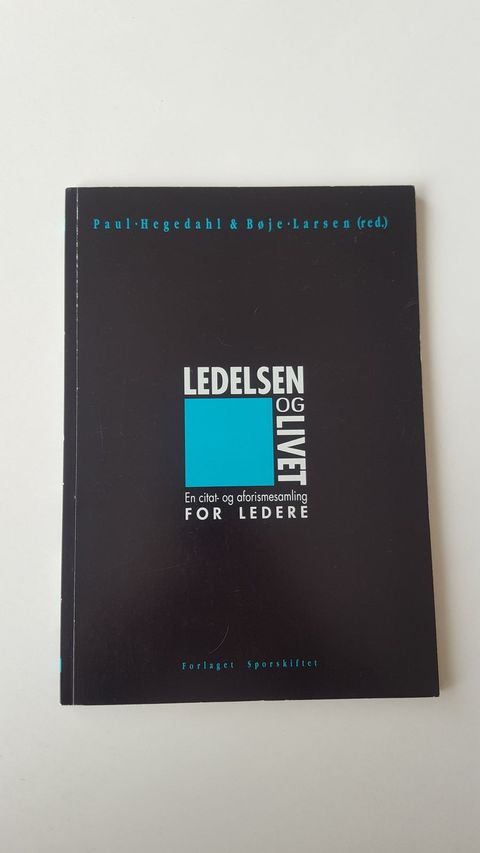 Paul·Hegedahl & Bøje·Larsen (red.)
LEDELSEN
OG
LIVET
En citat- og aforismesamling
FOR LEDERE
Forlaget Sporskiftet